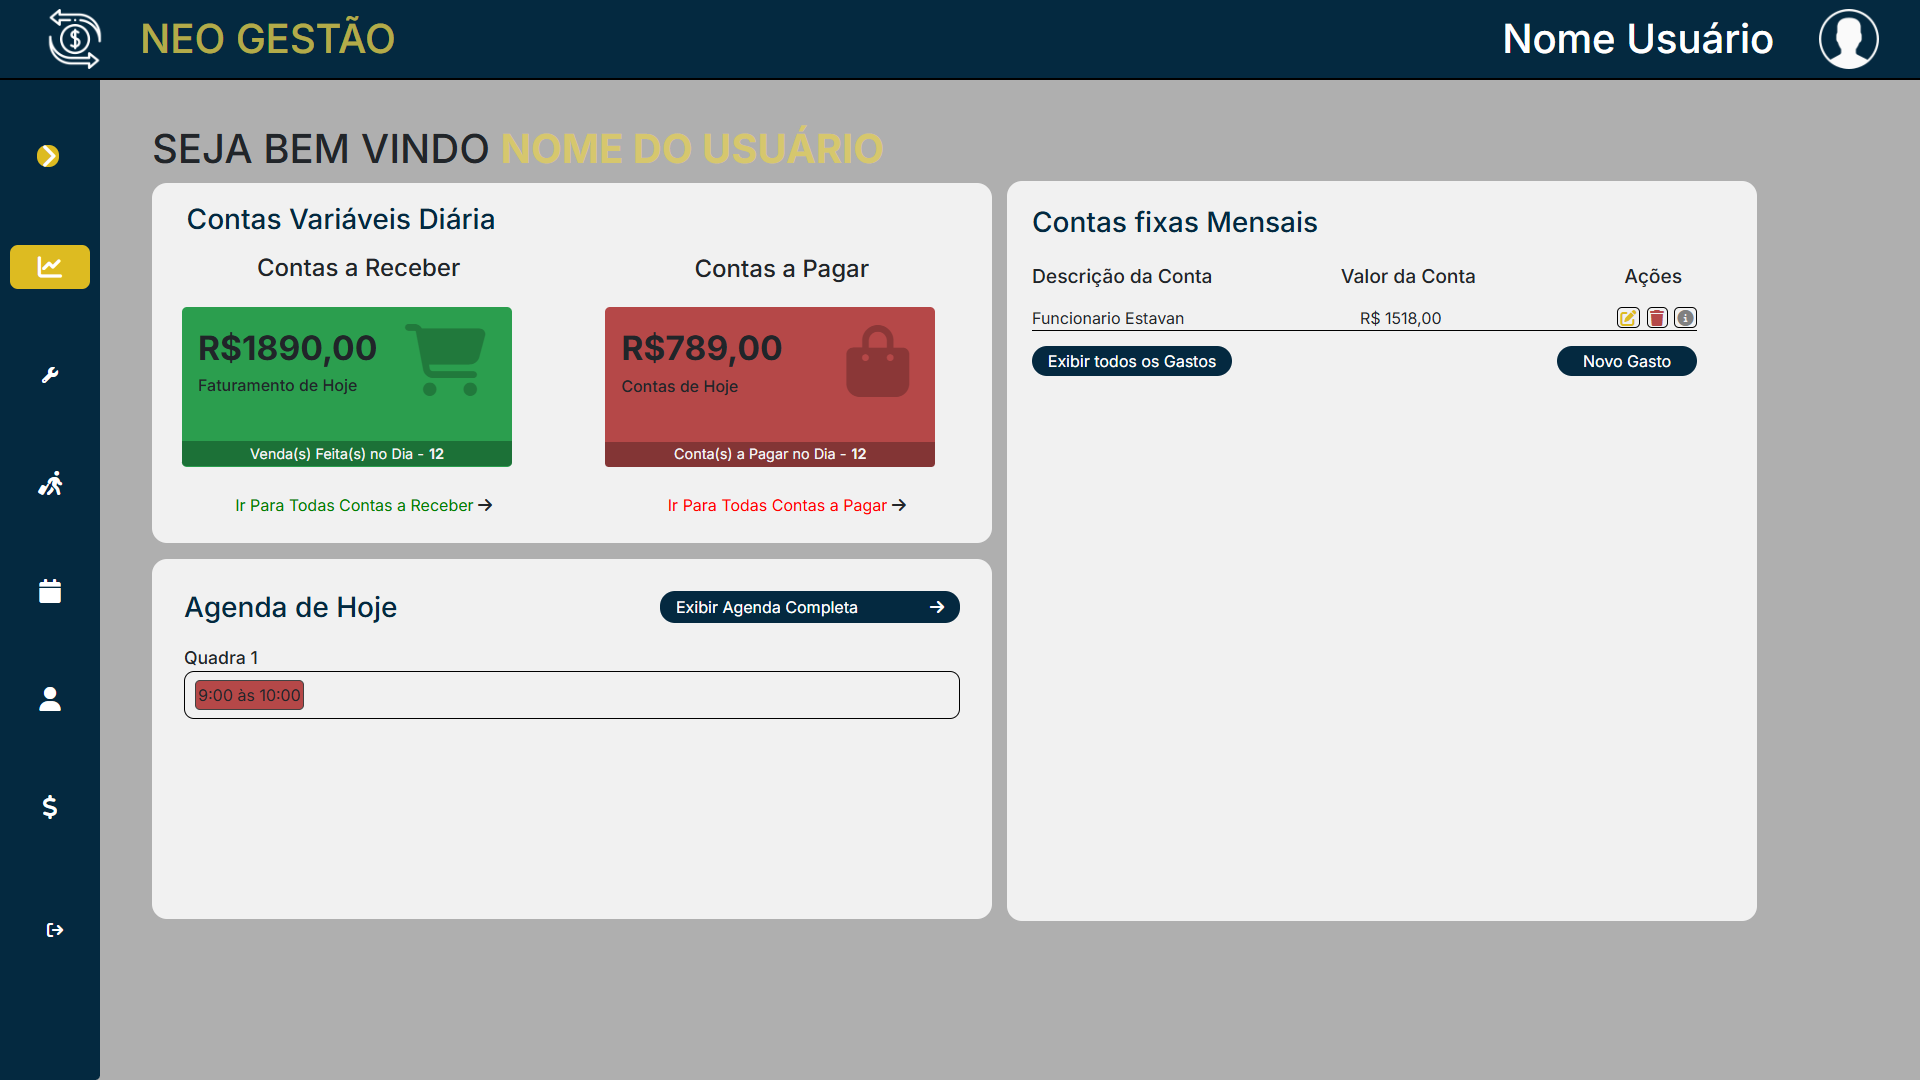 NEO GESTÃO
Nome Usuário
SEJA BEM VINDO NOME DO USUÁRIO
Contas Variáveis Diária
Contas a Receber
Contas a Pagar
R$1890,00
Faturamento de Hoje
Venda(s) Feita(s) no Dia - 12
R$789,00
Contas de Hoje
Conta(s) a Pagar no Dia - 12
Ir Para Todas Contas a Receber
Ir Para Todas Contas a Pagar
Contas fixas Mensais
Descrição da Conta Valor da Conta Ações
Funcionario Estavan R$ 1518,00
Exibir todos os Gastos
Novo Gasto
Agenda de Hoje
Exibir Agenda Completa
Quadra 1
9:00 às 10:00